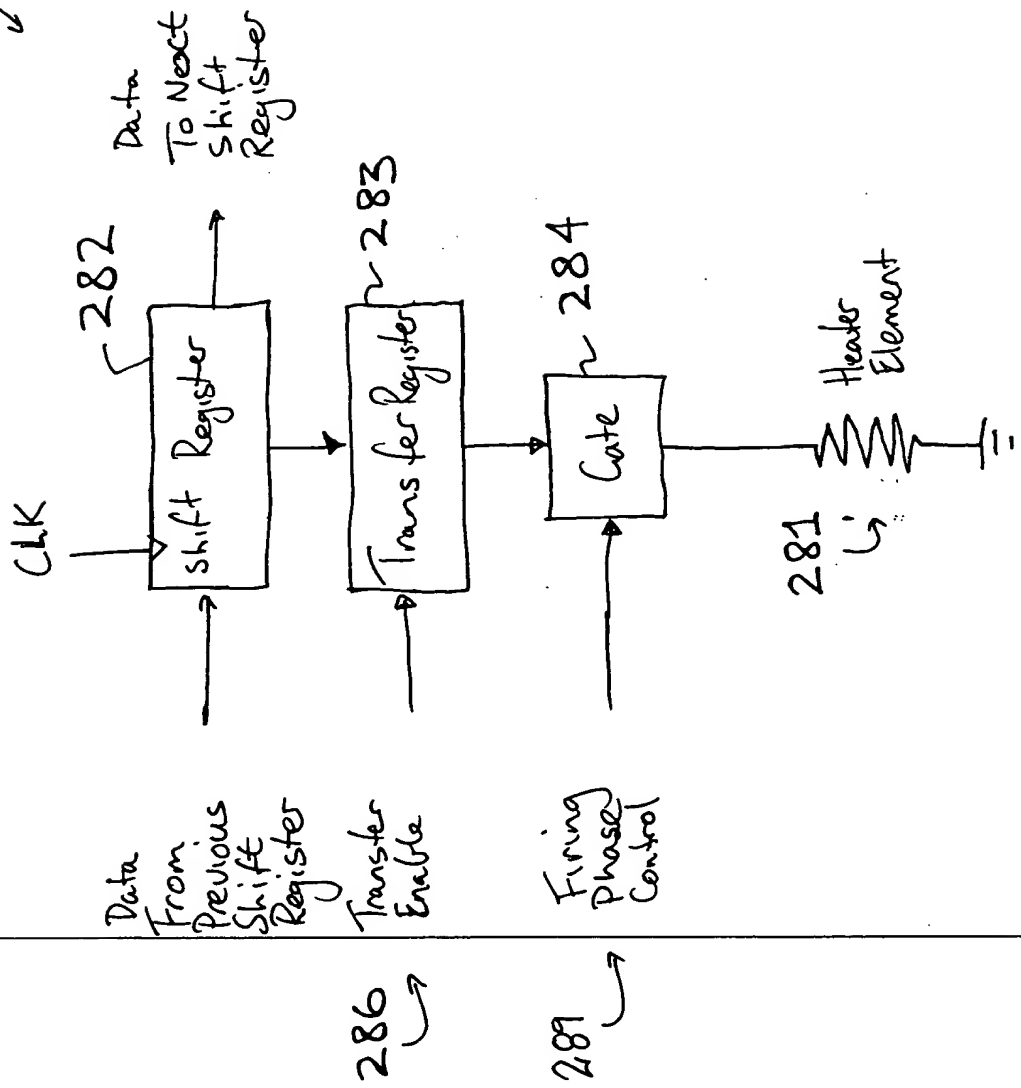 CLK
282
Data
To Next
Shift
Register
Shift Register
Data
From
Previous
Shift
Register
283
Transfer Register
286
Transfer
Enable
284
Gate
289
Firing
Phase
Control
281
Heater
Element